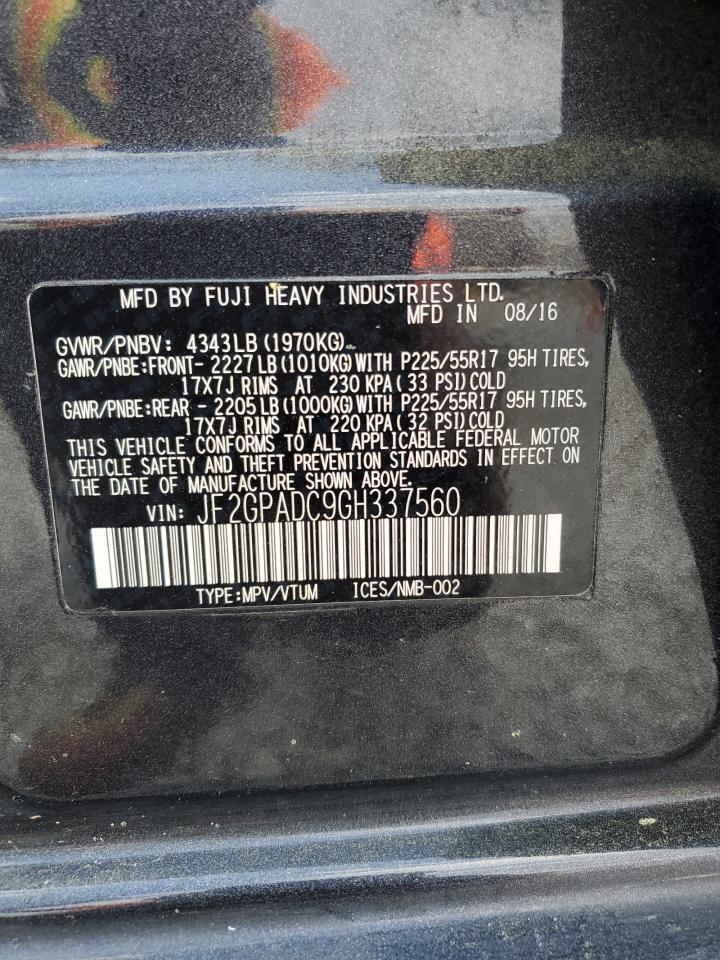 MFD BY FUJI HEAVY INDUSTRIES LTD.
MFD IN 08/16
GVWR/PNBV: 4343LB (1970KG)
GAWR/PNBE:FRONT- 2227LB(1010KG)WITH P225/55R17 95H TIRES,
17X7J RIMS AT 230 KPA( 33 PSI)COLD
GAWR/PNBE:REAR - 2205LB(1000KG)WITH P225/55R17 95H TIRES,
17X7J RIMS AT 220 KPA( 32 PSI)COLD
THIS VEHICLE CONFORMS TO ALL APPLICABLE FEDERAL MOTOR
VEHICLE SAFETY AND THEFT PREVENTION STANDARDS IN EFFECT ON
THE DATE OF MANUFACTURE SHOWN ABOVE.
VIN: JF2GPADC9GH337560
TYPE:MPV/VTUM ICES/NMB-002